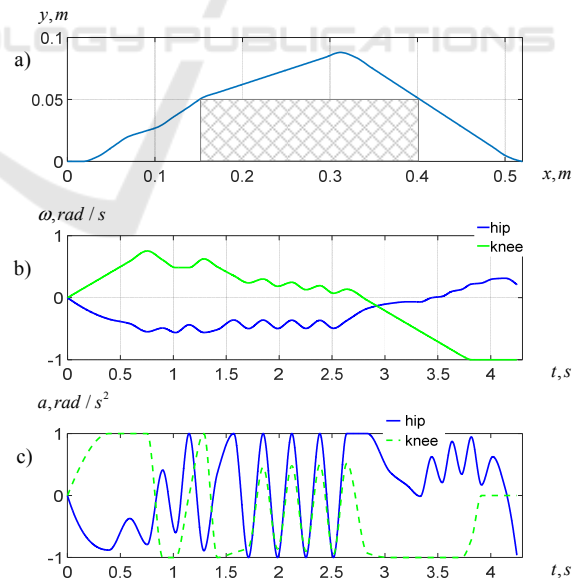 OLOGY PUBLICATIONS
y, m
a)
0.1
0.05
0
0 0.1 0.2 0.3 0.4 0.5
x, m
ω, rad / s
hip
knee
b)
1
0
-1
0 0.5 1 1.5 2 2.5 3 3.5 4
t, s
a, rad / s²
hip
knee
c)
1
0
-1
0 0.5 1 1.5 2 2.5 3 3.5 4
t, s